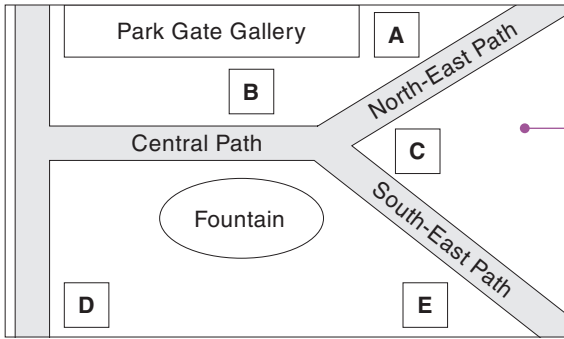 Park Gate Gallery
A
North-East Path
B
Central Path
C
Fountain
South-East Path
D
E